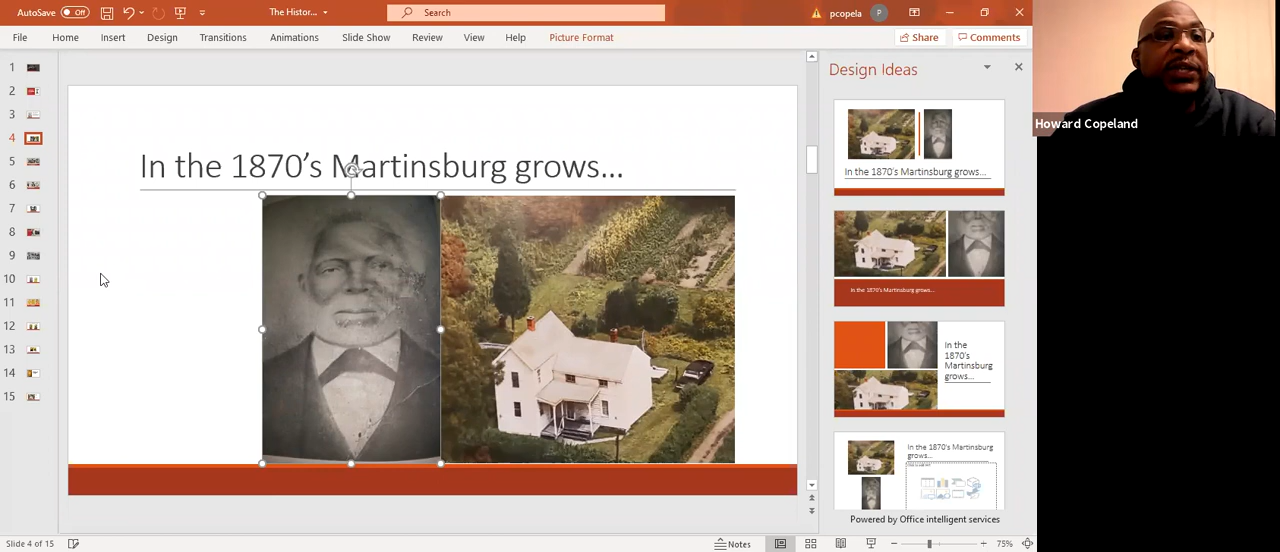 AutoSave Off
The Histor...
Search
pcopela
P
File Home Insert Design Transitions Animations Slide Show Review View Help Picture Format
Share Comments
1
2
3
4
5
6
7
8
9
10
11
12
13
14
15
In the 1870's Martinsburg grows...
Design Ideas
In the 1870's Martinsburg grows...
In the 1870's Martinsburg grows...
In the
1870's
Martinsburg
grows...
In the 1870's Martinsburg
grows...
Powered by Office intelligent services
Slide 4 of 15
Notes
75%
Howard Copeland